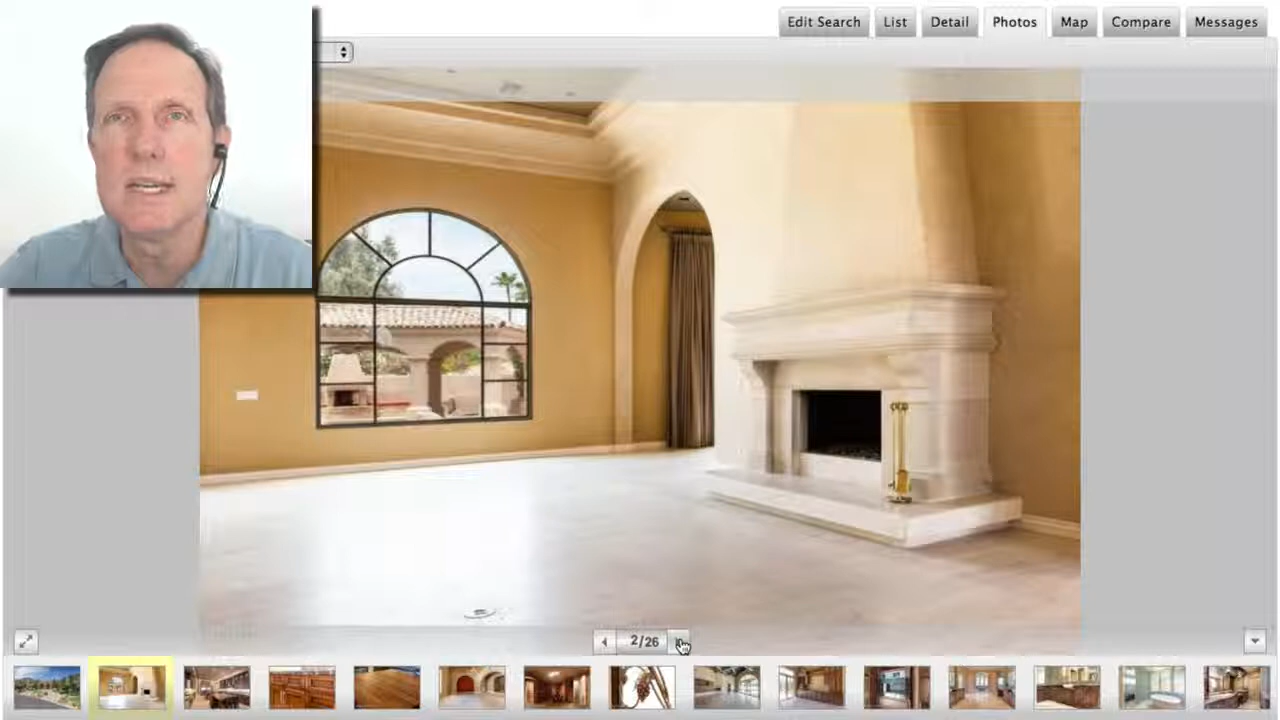 Edit Search
List
Detail
Photos
Map
Compare
Messages
2/26